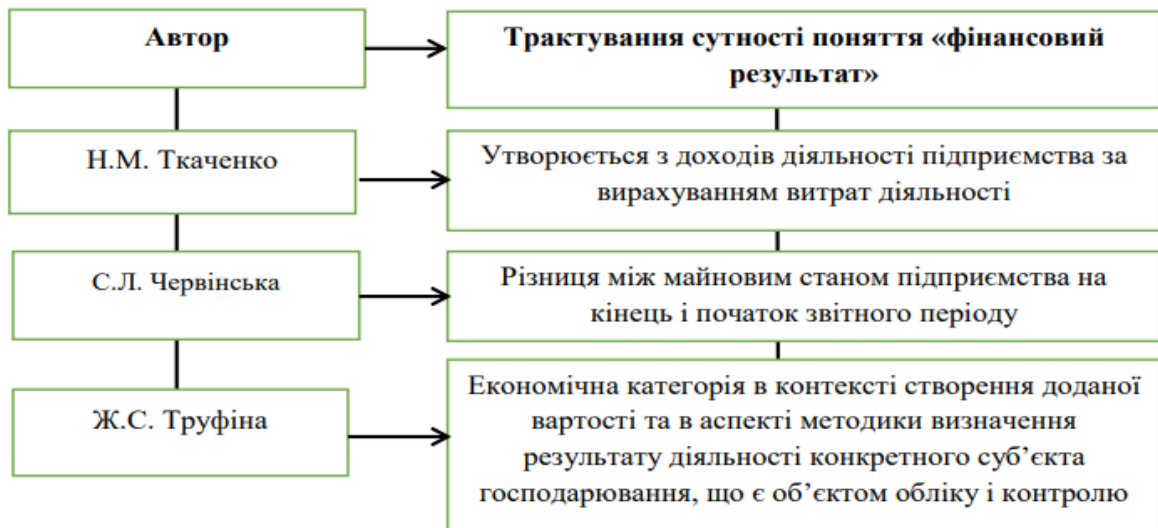 Автор
Трактування сутності поняття «фінансовий
результат»
Н.М. Ткаченко
Утворюється з доходів діяльності підприємства за
вирахуванням витрат діяльності
С.Л. Червінська
Різниця між майновим станом підприємства на
кінець і початок звітного періоду
Ж.С. Труфіна
Економічна категорія в контексті створення доданої
вартості та в аспекті методики визначення
результату діяльності конкретного суб’єкта
господарювання, що є об’єктом обліку і контролю